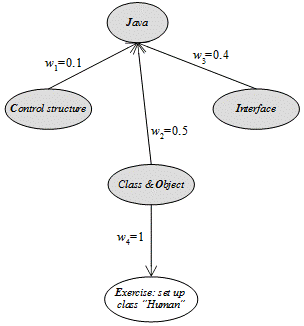 Java
w1=0.1
w3=0.4
Control structure
Interface
w2=0.5
Class & Object
w4=1
Exercise: set up
class "Human"